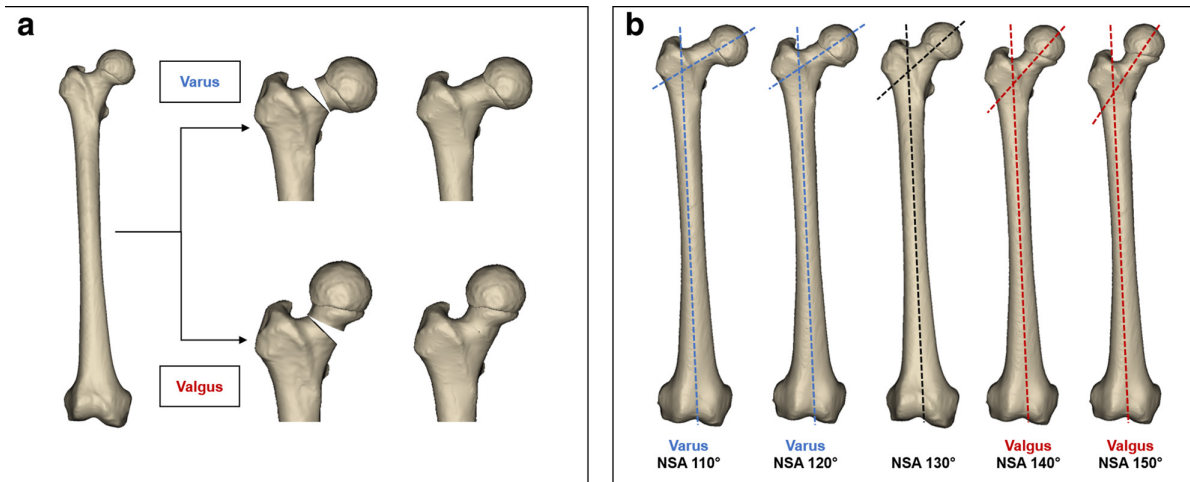 a
Varus
Valgus
b
Varus
NSA 110°
Varus
NSA 120°
NSA 130°
Valgus
NSA 140°
Valgus
NSA 150°